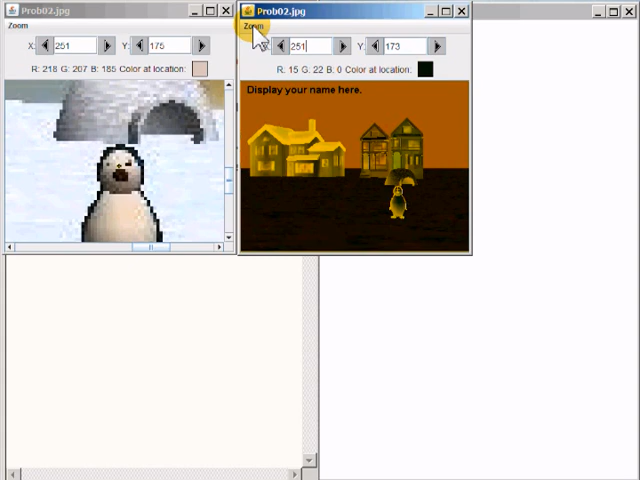 Prob02.jpg
Zoom
X: 251 Y: 175
R: 218 G: 207 B: 185 Color at location:
Prob02.jpg
Zoom
251 Y: 173
R: 15 G: 22 B: 0 Color at location:
Display your name here.